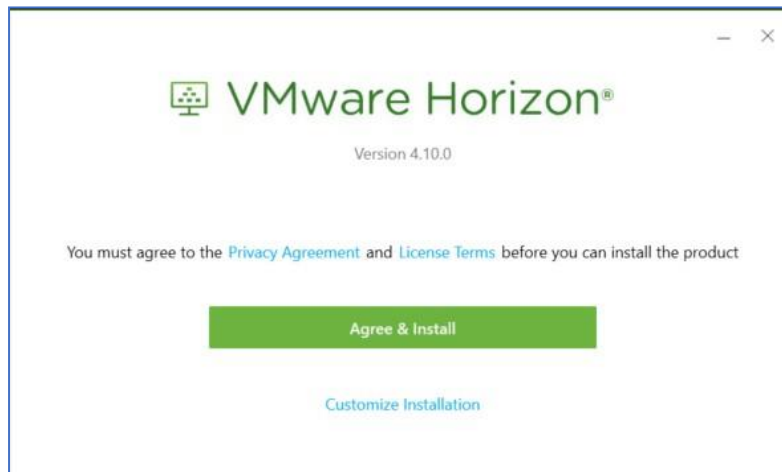 VMware Horizon®
Version 4.10.0
You must agree to the Privacy Agreement and License Terms before you can install the product
Agree & Install
Customize Installation